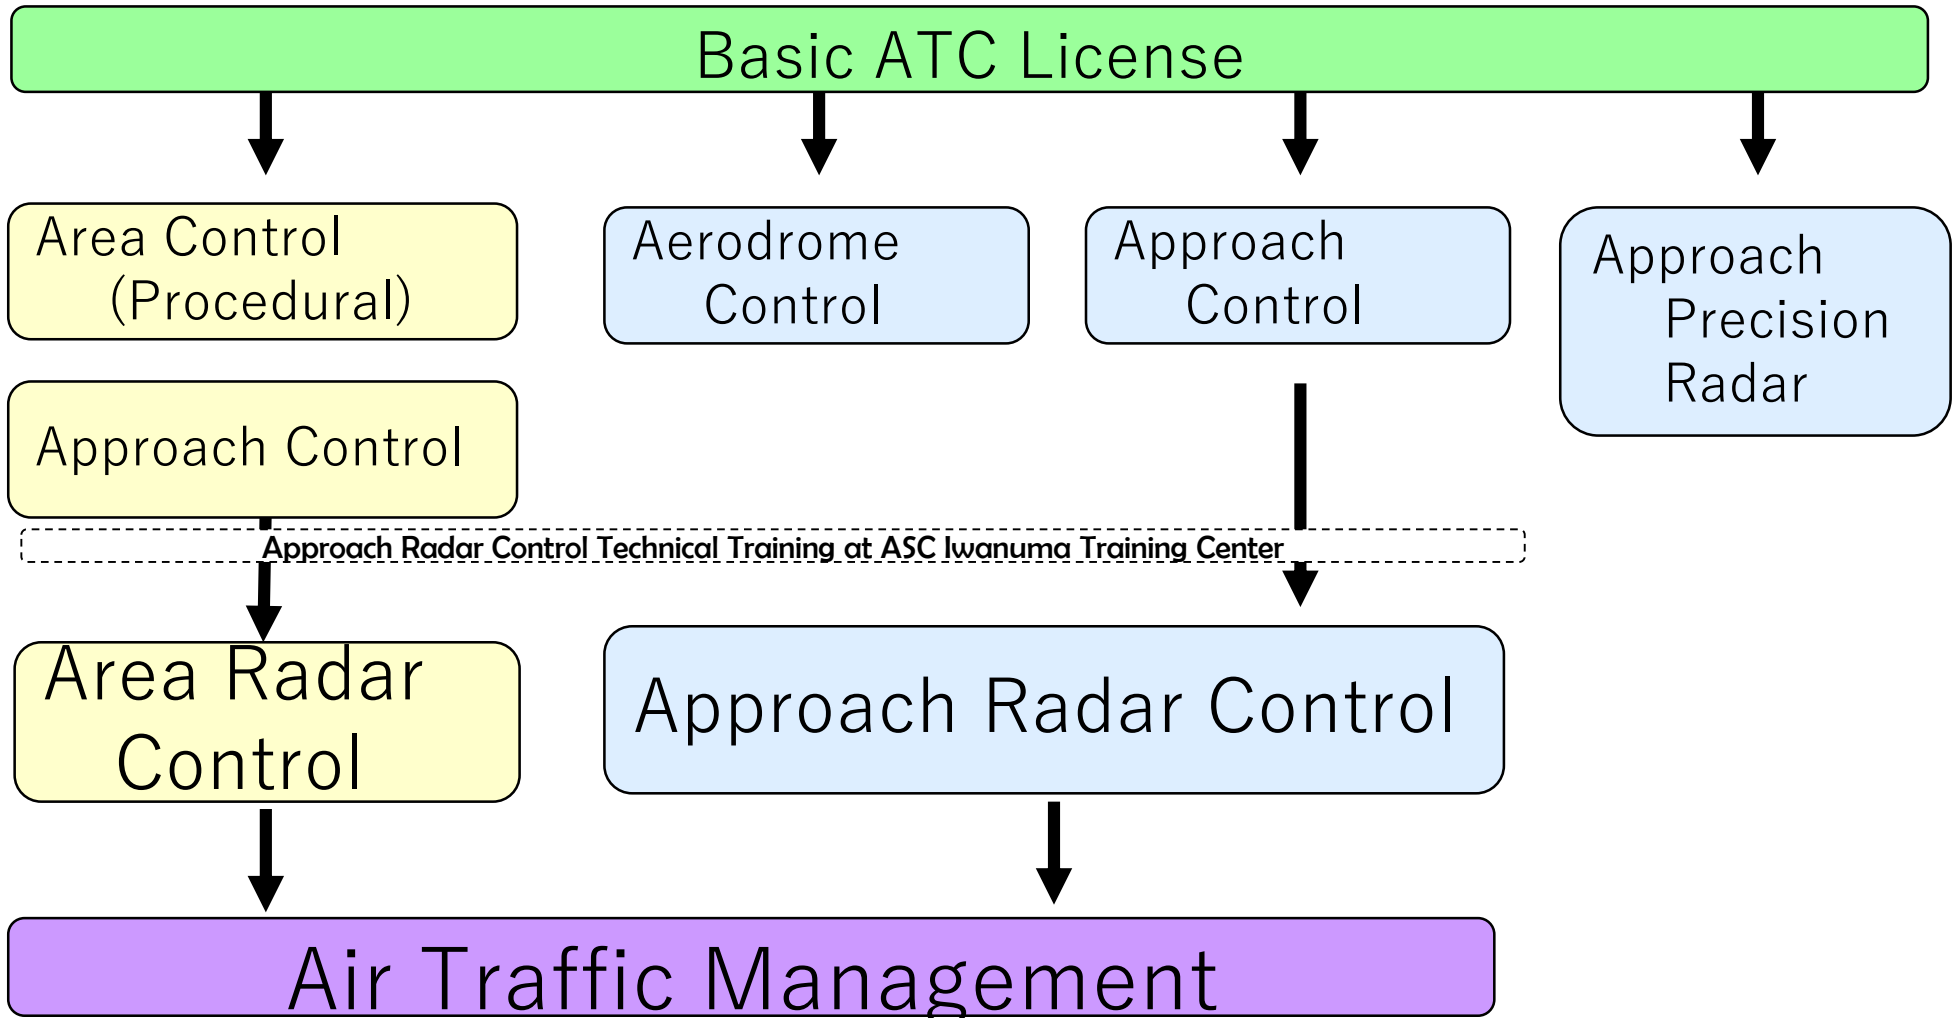 Basic ATC License
Area Control
(Procedural)
Aerodrome
Control
Approach
Control
Approach
Precision
Radar
Approach Control
Approach Radar Control Technical Training at ASC Iwanuma Training Center
Area Radar
Control
Approach Radar Control
Air Traffic Management